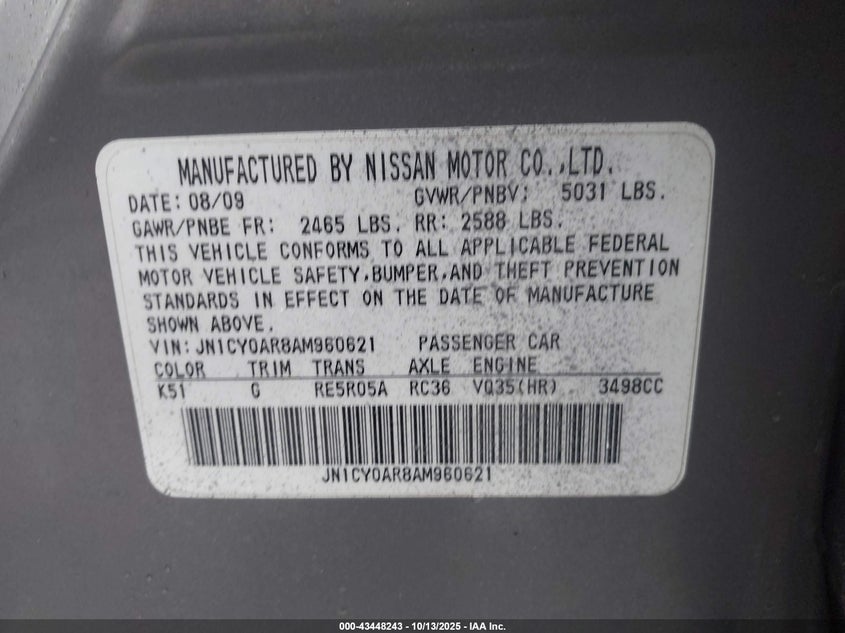 MANUFACTURED BY NISSAN MOTOR CO.,LTD.
DATE: 08/09 GVWR/PNBV: 5031 LBS.
GAWR/PNBE FR: 2465 LBS. RR: 2588 LBS.
THIS VEHICLE CONFORMS TO ALL APPLICABLE FEDERAL
MOTOR VEHICLE SAFETY,BUMPER,AND THEFT PREVENTION
STANDARDS IN EFFECT ON THE DATE OF MANUFACTURE
SHOWN ABOVE.
VIN: JN1CY0AR8AM960621 PASSENGER CAR
COLOR TRIM TRANS AXLE ENGINE
K51 G RE5R05A RC36 VQ35(HR) 3498CC
JN1CY0AR8AM960621
000-43448243 - 10/13/2025 - IAA Inc.